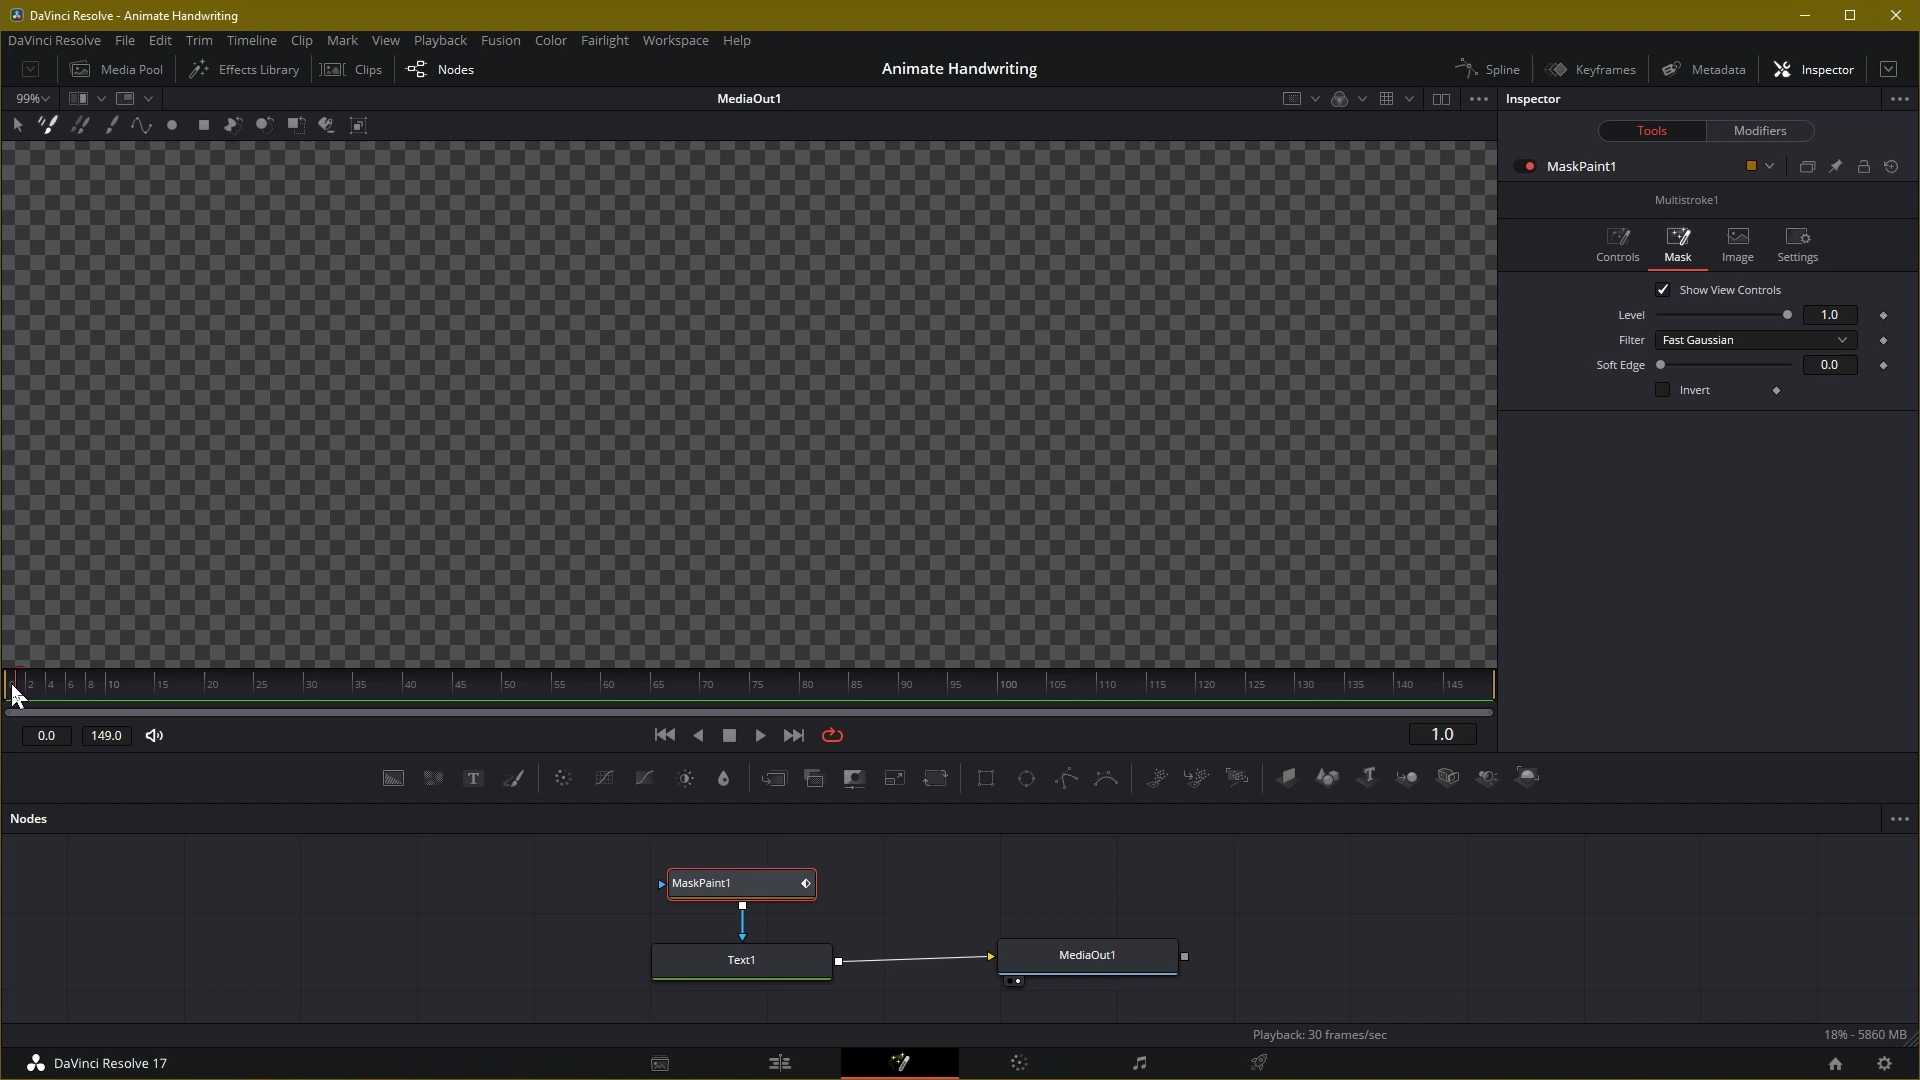 DaVinci Resolve - Animate Handwriting
DaVinci Resolve File Edit Trim Timeline Clip Mark View Playback Fusion Color Fairlight Workspace Help
Media Pool Effects Library Clips Nodes Animate Handwriting Spline Keyframes Metadata Inspector
99% MediaOut1 Inspector
Tools Modifiers
MaskPaint1
Multistroke1
Controls Mask Image Settings
Show View Controls
Level 1.0
Filter Fast Gaussian
Soft Edge 0.0
Invert
2 4 6 8 10 15 20 25 30 35 40 45 50 55 60 65 70 75 80 85 90 95 100 105 110 115 120 125 130 135 140 145
0.0 149.0 1.0
T
Nodes
MaskPaint1
Text1
MediaOut1
Playback: 30 frames/sec 18% - 5860 MB
DaVinci Resolve 17